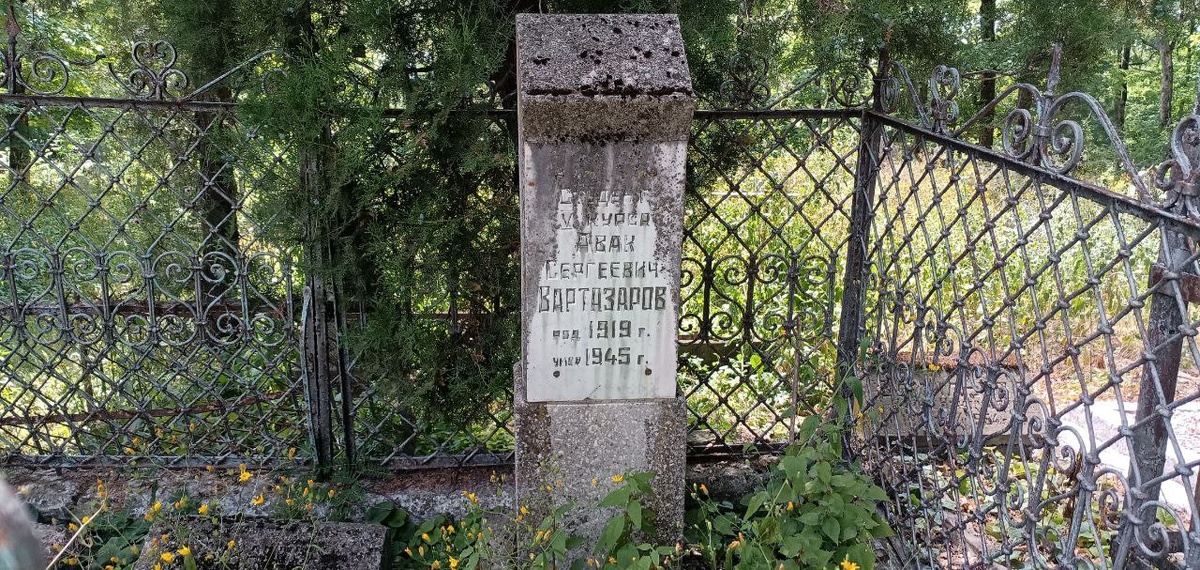 Студент
V курса
Авак
Сергеевич
Вартазаров
род 1919 г.
умер 1945 г.